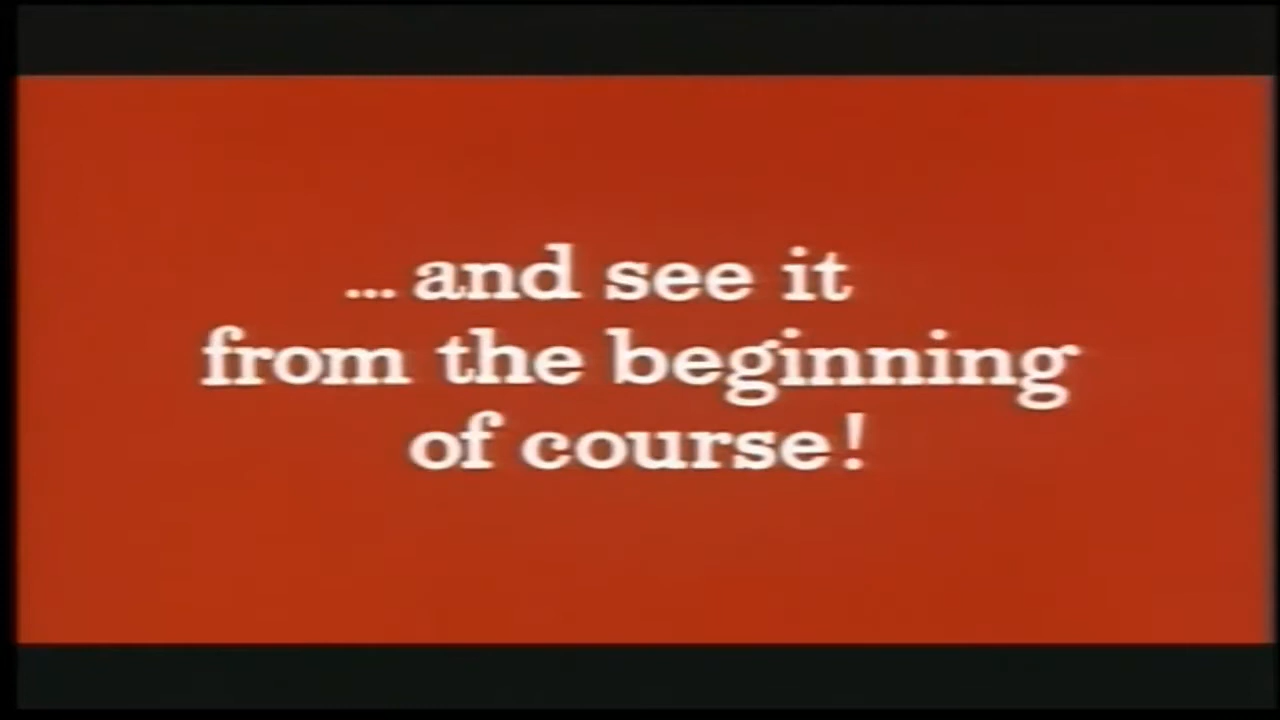 ... and see it
from the beginning
of course!